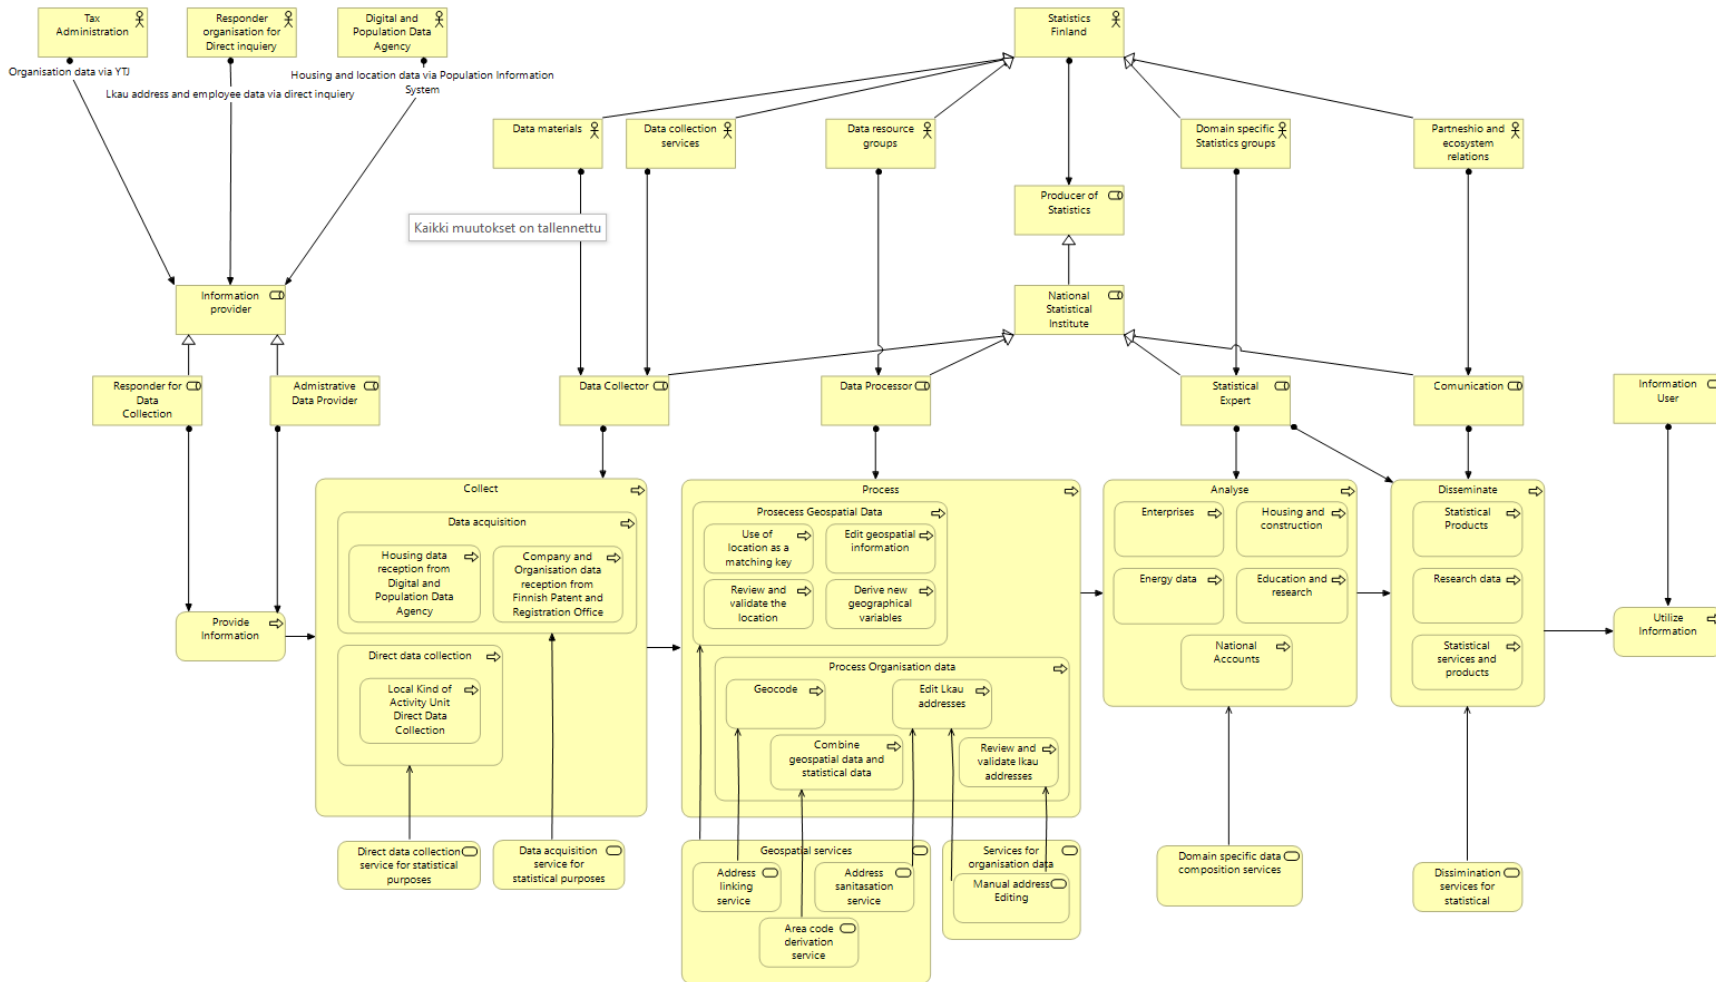 Tax
Administration
Responder
organisation for
Direct inquiery
Digital and
Population Data
Agency
Statistics
Finland
Organisation data via YTJ
Housing and location data via Population Information
System
Lkau address and employee data via direct inquiery
Data materials
Data collection
services
Data resource
groups
Domain specific
Statistics groups
Partneshio and
ecosystem
relations
Producer of
Statistics
Kaikki muutokset on tallennettu
Information
provider
National
Statistical
Institute
Responder for
Data
Collection
Admistrative
Data Provider
Data Collector
Data Processor
Statistical
Expert
Comunication
Information
User
Collect
Data acquisition
Housing data
reception from
Digital and
Population Data
Agency
Company and
Organisation data
reception from
Finnish Patent and
Registration Office
Direct data collection
Local Kind of
Activity Unit
Direct Data
Collection
Provide
Information
Process
Prosecess Geospatial Data
Use of
location as a
matching key
Edit geospatial
information
Review and
validate the
location
Derive new
geographical
variables
Process Organisation data
Geocode
Edit Lkau
addresses
Combine
geospatial data and
statistical data
Review and
validate lkau
addresses
Analyse
Enterprises
Housing and
construction
Energy data
Education and
research
National
Accounts
Disseminate
Statistical
Products
Research data
Statistical
services and
products
Utilize
Information
Direct data collection
service for statistical
purposes
Data acquisition
service for
statistical purposes
Geospatial services
Address
linking
service
Address
sanitasation
service
Area code
derivation
service
Services for
organisation data
Manual address
Editing
Domain specific data
composition services
Dissimination
services for
statistical